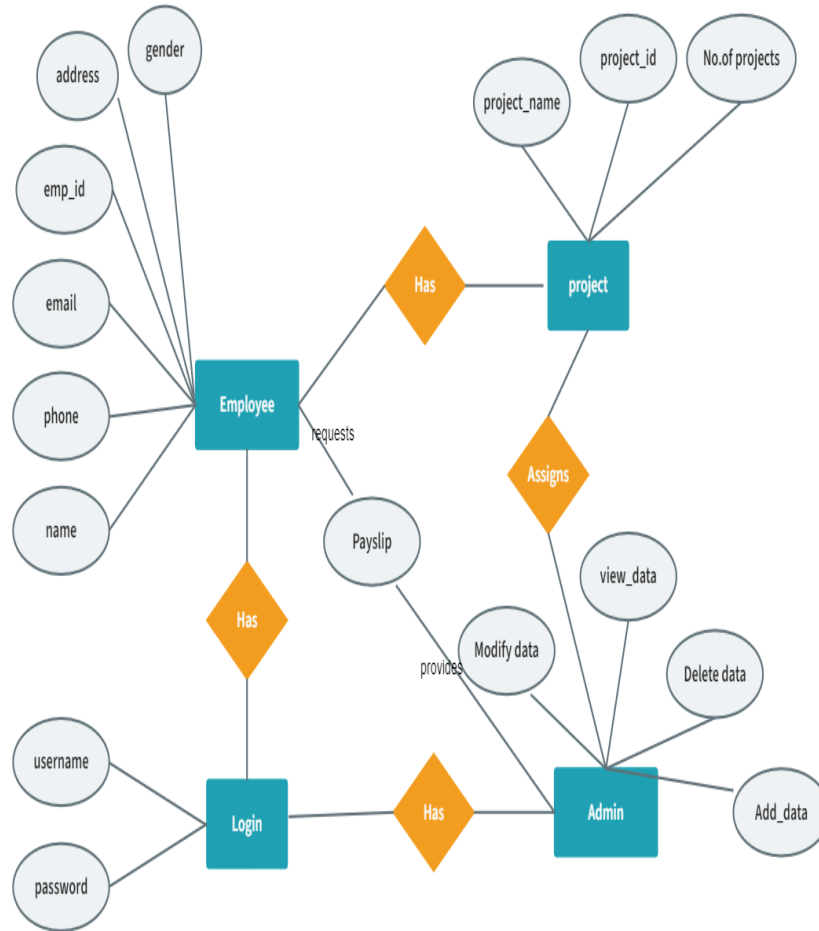 gender
address
project_id
No.of projects
project_name
emp_id
Has
project
email
Employee
phone
requests
Assigns
name
Payslip
view_data
Has
Modify data
provides
Delete data
username
Login
Has
Admin
Add_data
password